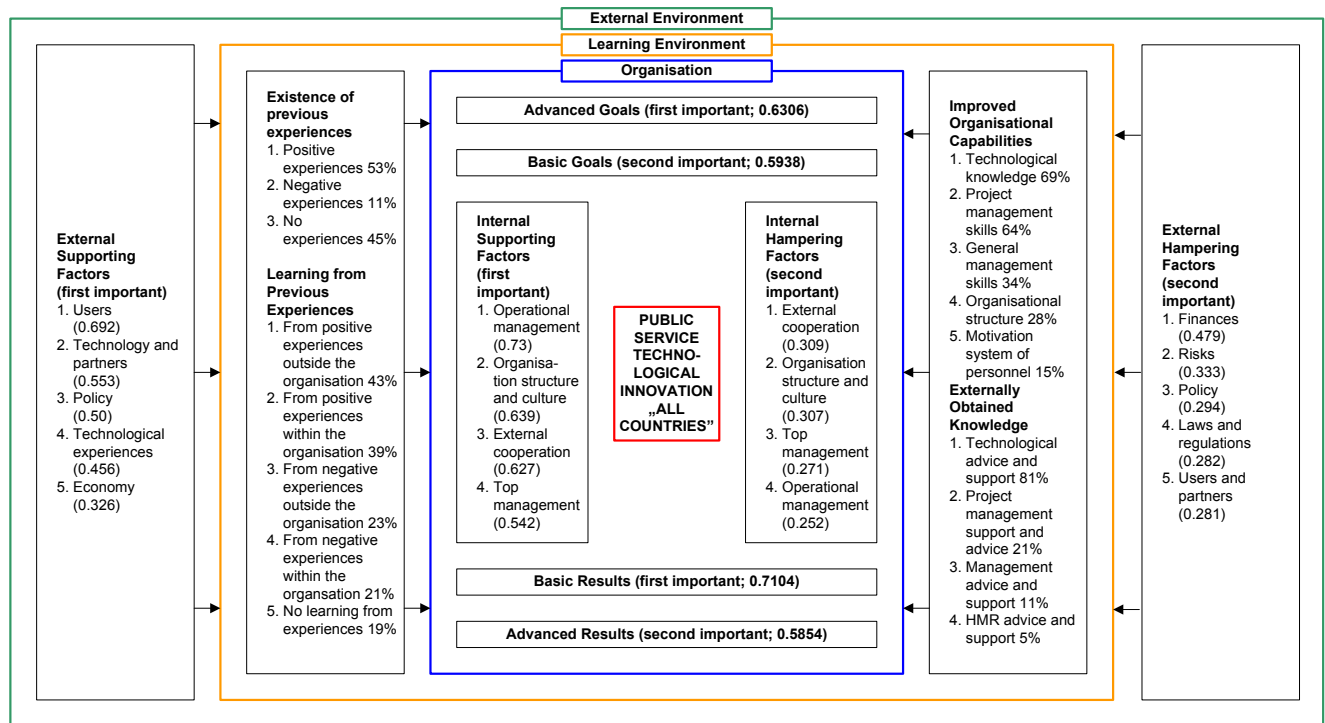 External Environment
Learning Environment
Organisation
External
Supporting
Factors
(first important)
1. Users
(0.692)
2. Technology and
partners
(0.553)
3. Policy
(0.50)
4. Technological
experiences
(0.456)
5. Economy
(0.326)
Existence of
previous
experiences
1. Positive
experiences 53%
2. Negative
experiences 11%
3. No
experiences 45%
Learning from
Previous
Experiences
1. From positive
experiences
outside the
organisation 43%
2. From positive
experiences
within the
organisation 39%
3. From negative
experiences
outside the
organisation 23%
4. From negative
experiences
within the
organsation 21%
5. No learning from
experiences 19%
Advanced Goals (first important; 0.6306)
Basic Goals (second important; 0.5938)
Internal
Supporting
Factors
(first
important)
1. Operational
management
(0.73)
2. Organisa-
tion structure
and culture
(0.639)
3. External
cooperation
(0.627)
4. Top
management
(0.542)
PUBLIC
SERVICE
TECHNO-
LOGICAL
INNOVATION
„ALL
COUNTRIES”
Internal
Hampering
Factors
(second
important)
1. External
cooperation
(0.309)
2. Organisation
structure and
culture
(0.307)
3. Top
management
(0.271)
4. Operational
management
(0.252)
Basic Results (first important; 0.7104)
Advanced Results (second important; 0.5854)
Improved
Organisational
Capabilities
1. Technological
knowledge 69%
2. Project
management
skills 64%
3. General
management
skills 34%
4. Organisational
structure 28%
5. Motivation
system of
personnel 15%
Externally
Obtained
Knowledge
1. Technological
advice and
support 81%
2. Project
management
support and
advice 21%
3. Management
advice and
support 11%
4. HMR advice and
support 5%
External
Hampering
Factors
(second
important)
1. Finances
(0.479)
2. Risks
(0.333)
3. Policy
(0.294)
4. Laws and
regulations
(0.282)
5. Users and
partners
(0.281)